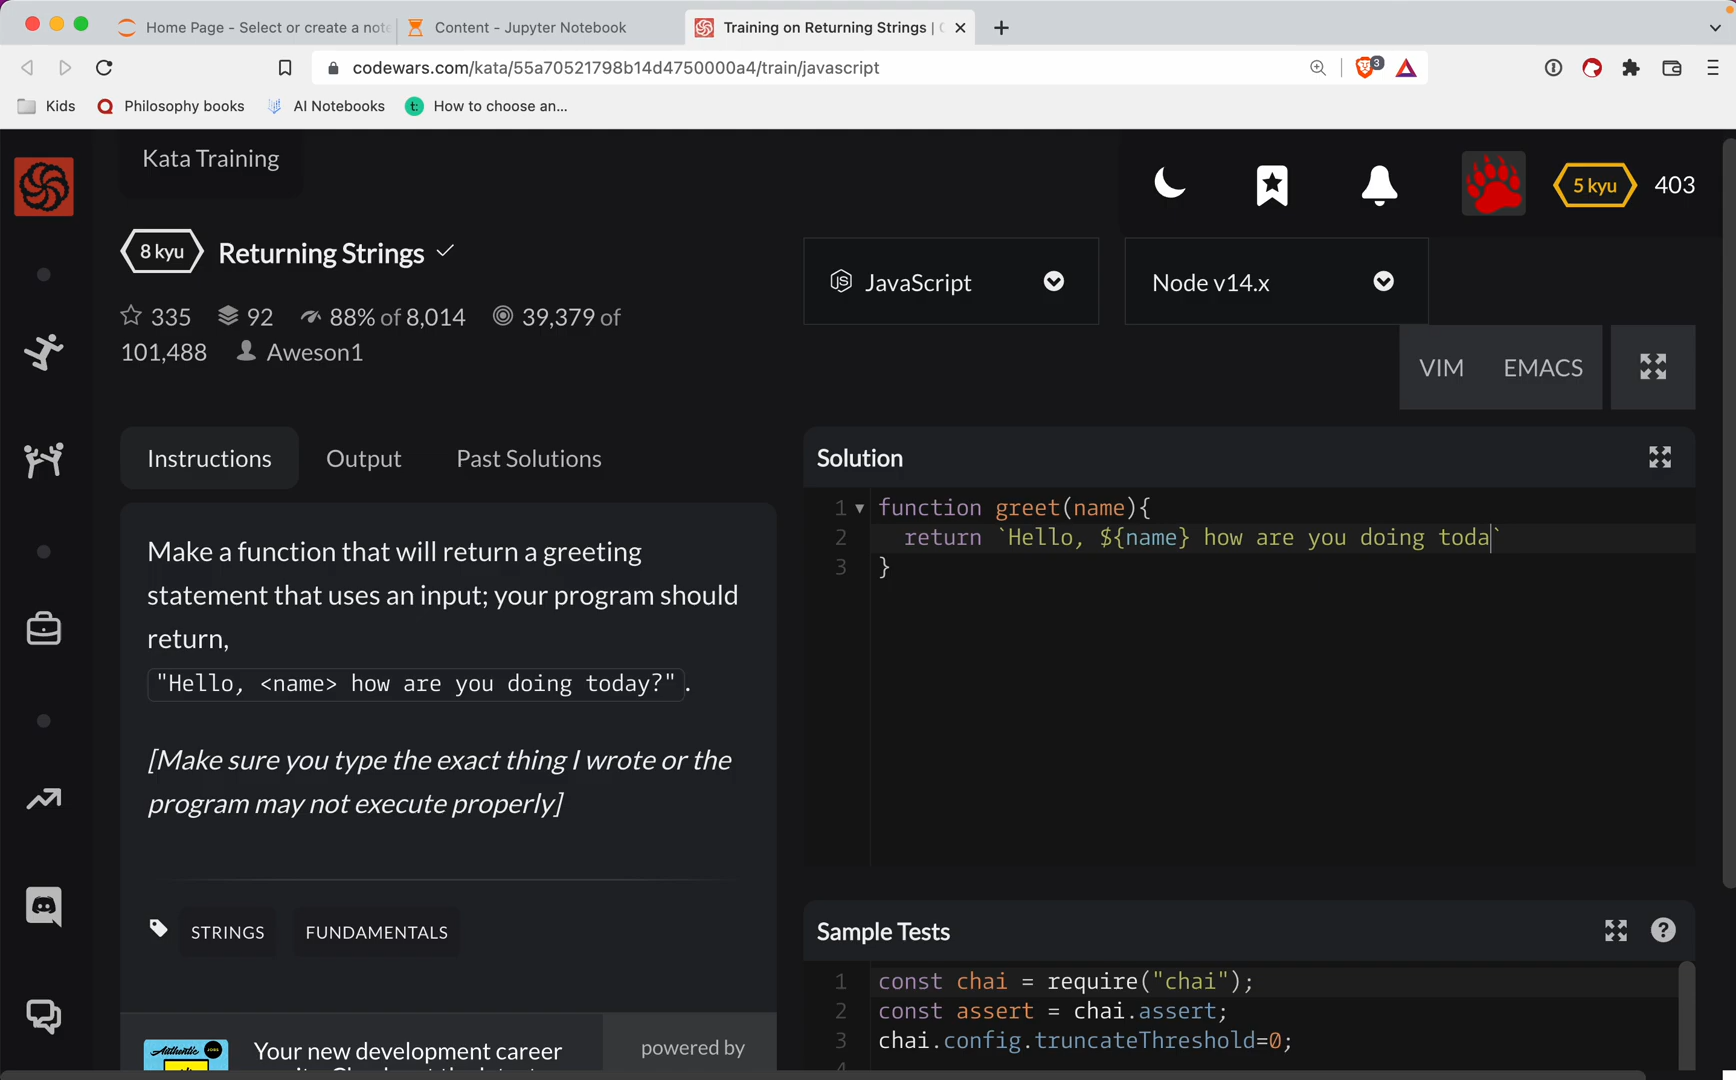 Home Page - Select or create a note
Content - Jupyter Notebook
Training on Returning Strings |
codewars.com/kata/55a70521798b14d4750000a4/train/javascript
3
Kids
Philosophy books
AI Notebooks
t:
How to choose an...
Kata Training
5 kyu
403
8 kyu
Returning Strings
335
92
88% of 8,014
39,379 of
101,488
Aweson1
JS
JavaScript
Node v14.x
VIM
EMACS
Instructions
Output
Past Solutions
Make a function that will return a greeting
statement that uses an input; your program should
return,
"Hello, <name> how are you doing today?".
[Make sure you type the exact thing I wrote or the
program may not execute properly]
STRINGS
FUNDAMENTALS
Your new development career
powered by
Solution
1 function greet(name){
2 return `Hello, ${name} how are you doing toda`
3 }
Sample Tests
?
1 const chai = require("chai");
2 const assert = chai.assert;
3 chai.config.truncateThreshold=0;